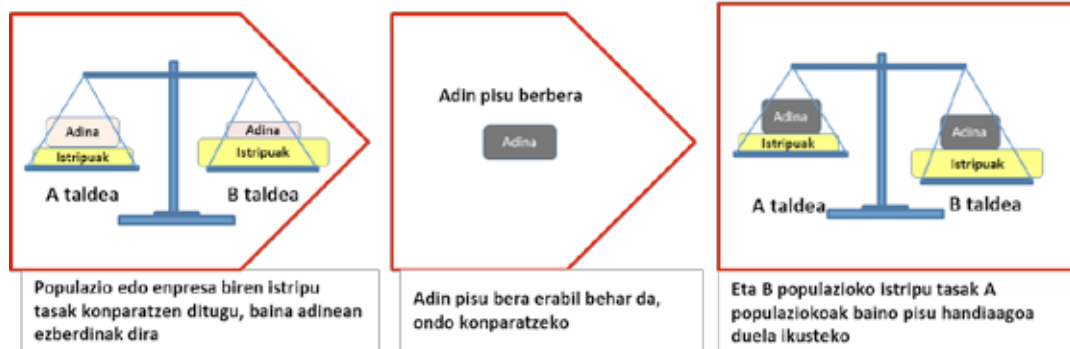 Adina
Istripuak
A taldea
Adina
Istripuak
B taldea
Populazio edo enpresa biren istripu
tasak konparatzen ditugu, baina adinean
ezberdinak dira
Adin pisu berbera
Adina
Adin pisu bera erabil behar da,
ondo konparatzeko
Adina
Istripuak
A taldea
Adina
Istripuak
B taldea
Eta B populazioko istripu tasak A
populaziokoak baino pisu handiaagoa
duela ikusteko